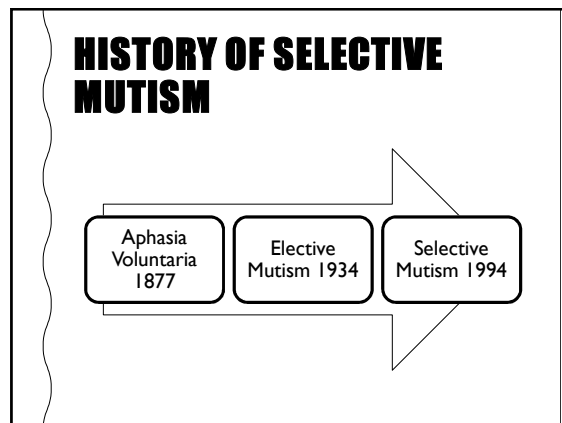 HISTORY OF SELECTIVE
MUTISM
Aphasia
Voluntaria
1877
Elective
Mutism 1934
Selective
Mutism 1994